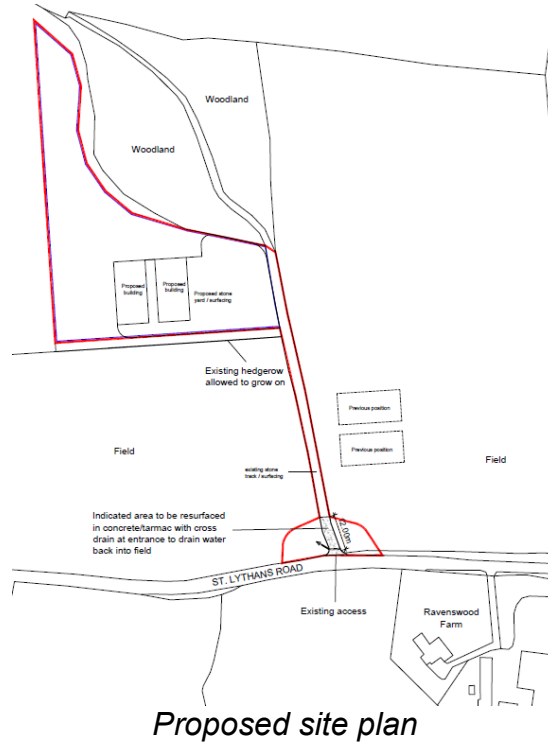 Woodland
Woodland
Proposed
building
Proposed
building
Proposed stone
yard / surfacing
Existing hedgerow
allowed to grow on
Previous position
Previous position
Field
Field
existing stone
track / surfacing
Indicated area to be resurfaced
in concrete/tarmac with cross
drain at entrance to drain water
back into field
12.00m
ST. LYTHANS ROAD
Existing access
Ravenswood
Farm
Proposed site plan